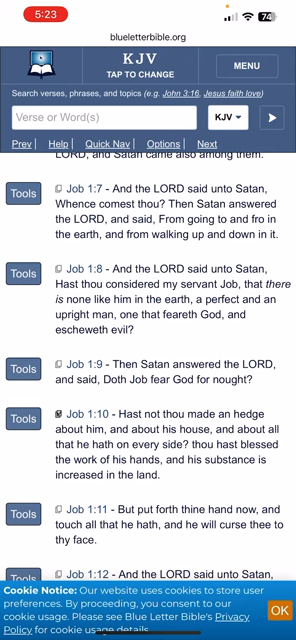 5:23
74
blueletterbible.org
KJV
TAP TO CHANGE
MENU
Search verses, phrases, and topics (e.g. John 3:16, Jesus faith love)
Verse or Word(s)
KJV
Prev | Help | Quick Nav | Options | Next
LORD, and Satan came also among them.
Tools
Job 1:7 - And the LORD said unto Satan,
Whence comest thou? Then Satan answered
the LORD, and said, From going to and fro in
the earth, and from walking up and down in it.
Tools
Job 1:8 - And the LORD said unto Satan,
Hast thou considered my servant Job, that there
is none like him in the earth, a perfect and an
upright man, one that feareth God, and
escheweth evil?
Tools
Job 1:9 - Then Satan answered the LORD,
and said, Doth Job fear God for nought?
Tools
Job 1:10 - Hast not thou made an hedge
about him, and about his house, and about all
that he hath on every side? thou hast blessed
the work of his hands, and his substance is
increased in the land.
Tools
Job 1:11 - But put forth thine hand now, and
touch all that he hath, and he will curse thee to
thy face.
Tools
Job 1:12 - And the LORD said unto Satan,
Cookie Notice: Our website uses cookies to store user
preferences. By proceeding, you consent to our
cookie usage. Please see Blue Letter Bible's Privacy
Policy for cookie usage details.
OK